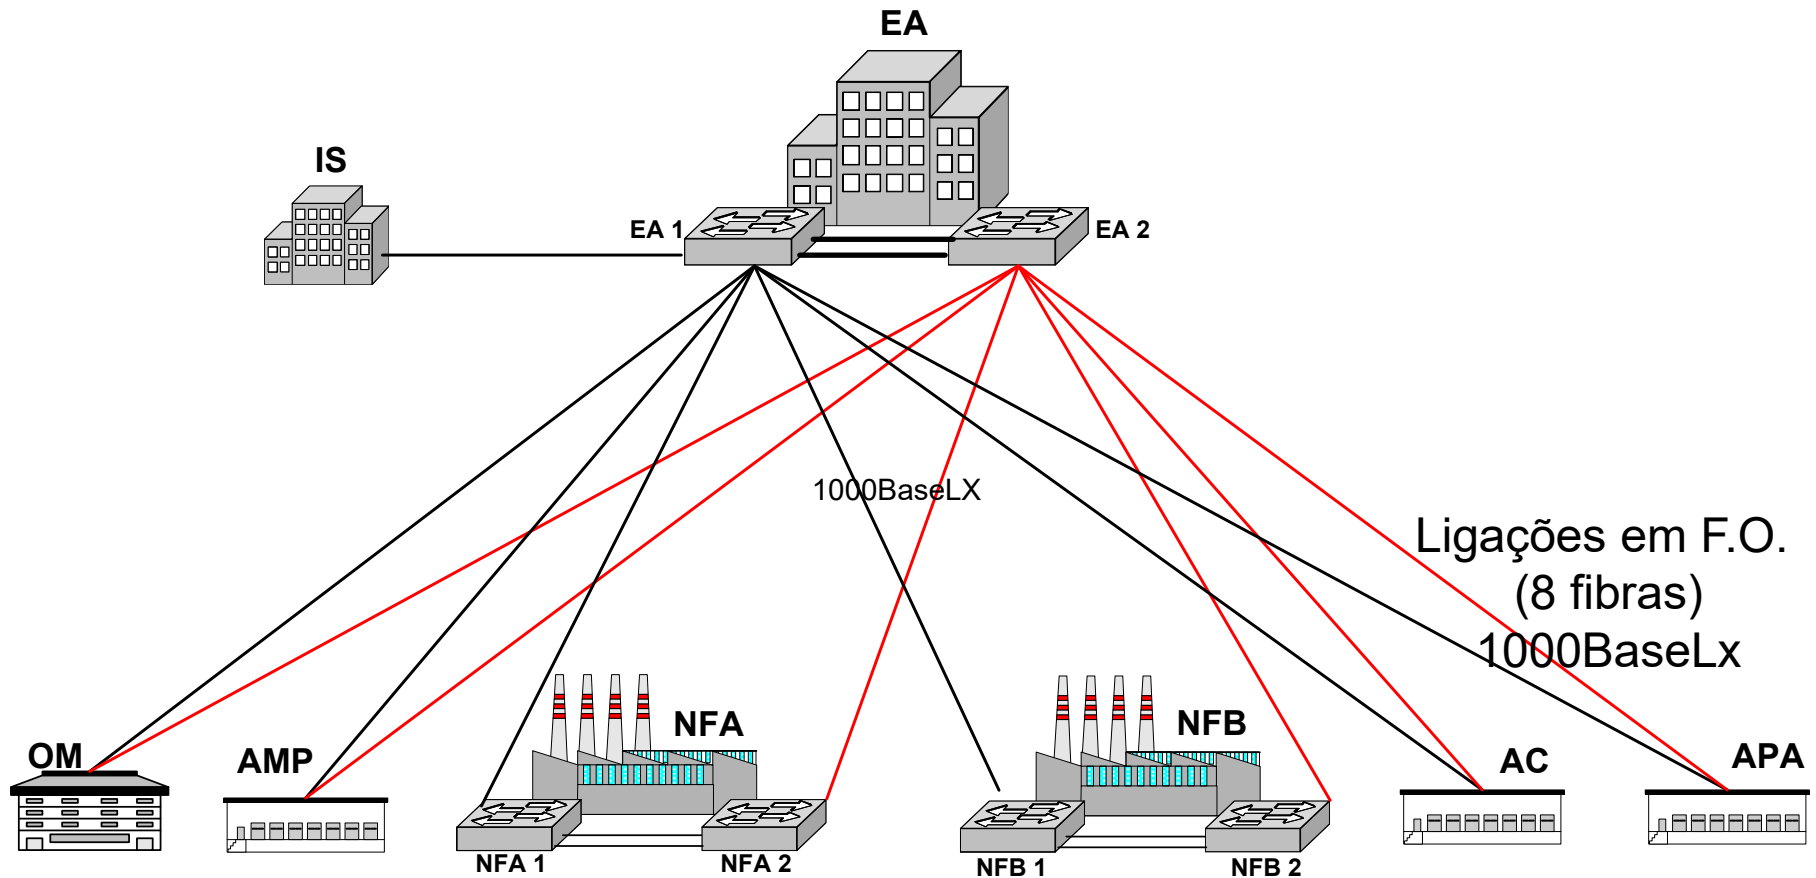 EA
IS
EA 1
EA 2
1000BaseLX
Ligações em F.O.
(8 fibras)
1000BaseLx
OM
AMP
NFA
NFB
AC
APA
NFA 1
NFA 2
NFB 1
NFB 2